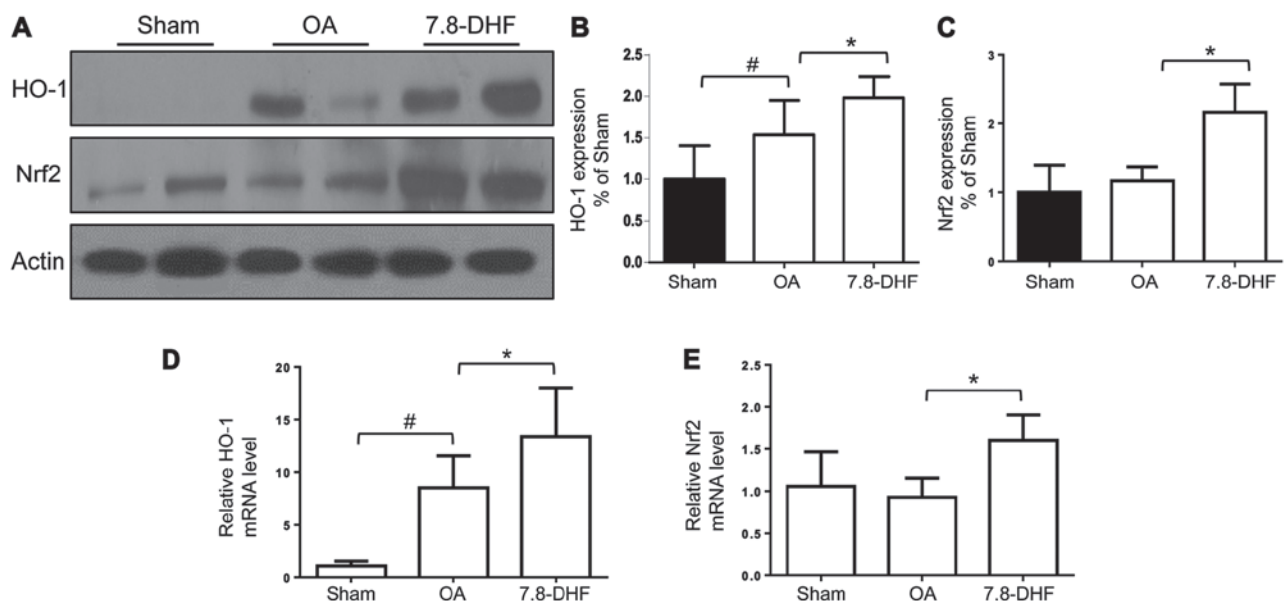 A
Sham OA 7.8-DHF
HO-1
Nrf2
Actin
B
HO-1 expression
% of Sham
2.5
2.0
1.5
1.0
0.5
0.0
#
*
Sham OA 7.8-DHF
C
Nrf2 expression
% of Sham
3
2
1
0
*
Sham OA 7.8-DHF
D
Relative HO-1
mRNA level
20
15
10
5
0
#
*
Sham OA 7.8-DHF
E
Relative Nrf2
mRNA level
2.5
2.0
1.5
1.0
0.5
0.0
*
Sham OA 7.8-DHF